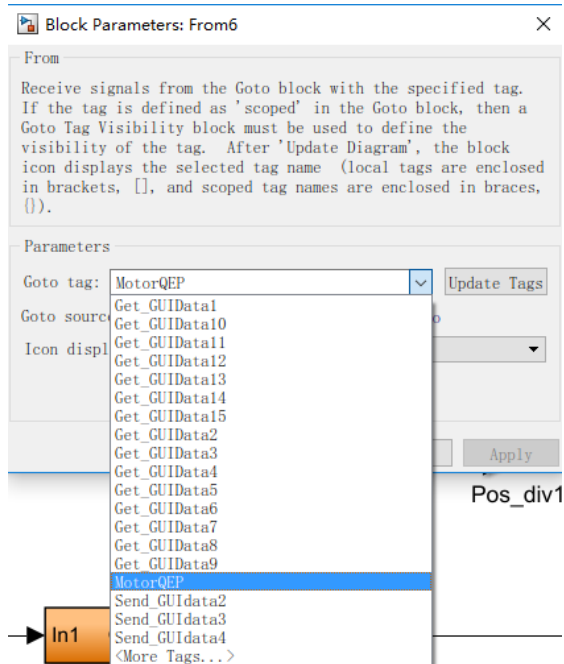 Block Parameters: From6
From
Receive signals from the Goto block with the specified tag.
If the tag is defined as 'scoped' in the Goto block, then a
Goto Tag Visibility block must be used to define the
visibility of the tag.  After 'Update Diagram', the block
icon displays the selected tag name  (local tags are enclosed
in brackets, [], and scoped tag names are enclosed in braces,
{}).
Parameters
Goto tag: MotorQEP Update Tags
Goto sourc
Icon displ
Get_GUIData1
Get_GUIData10
Get_GUIData11
Get_GUIData12
Get_GUIData13
Get_GUIData14
Get_GUIData15
Get_GUIData2
Get_GUIData3
Get_GUIData4
Get_GUIData5
Get_GUIData6
Get_GUIData7
Get_GUIData8
Get_GUIData9
MotorQEP
Send_GUIdata2
Send_GUIdata3
Send_GUIdata4
<More Tags...>
Apply
Pos_div1
In1